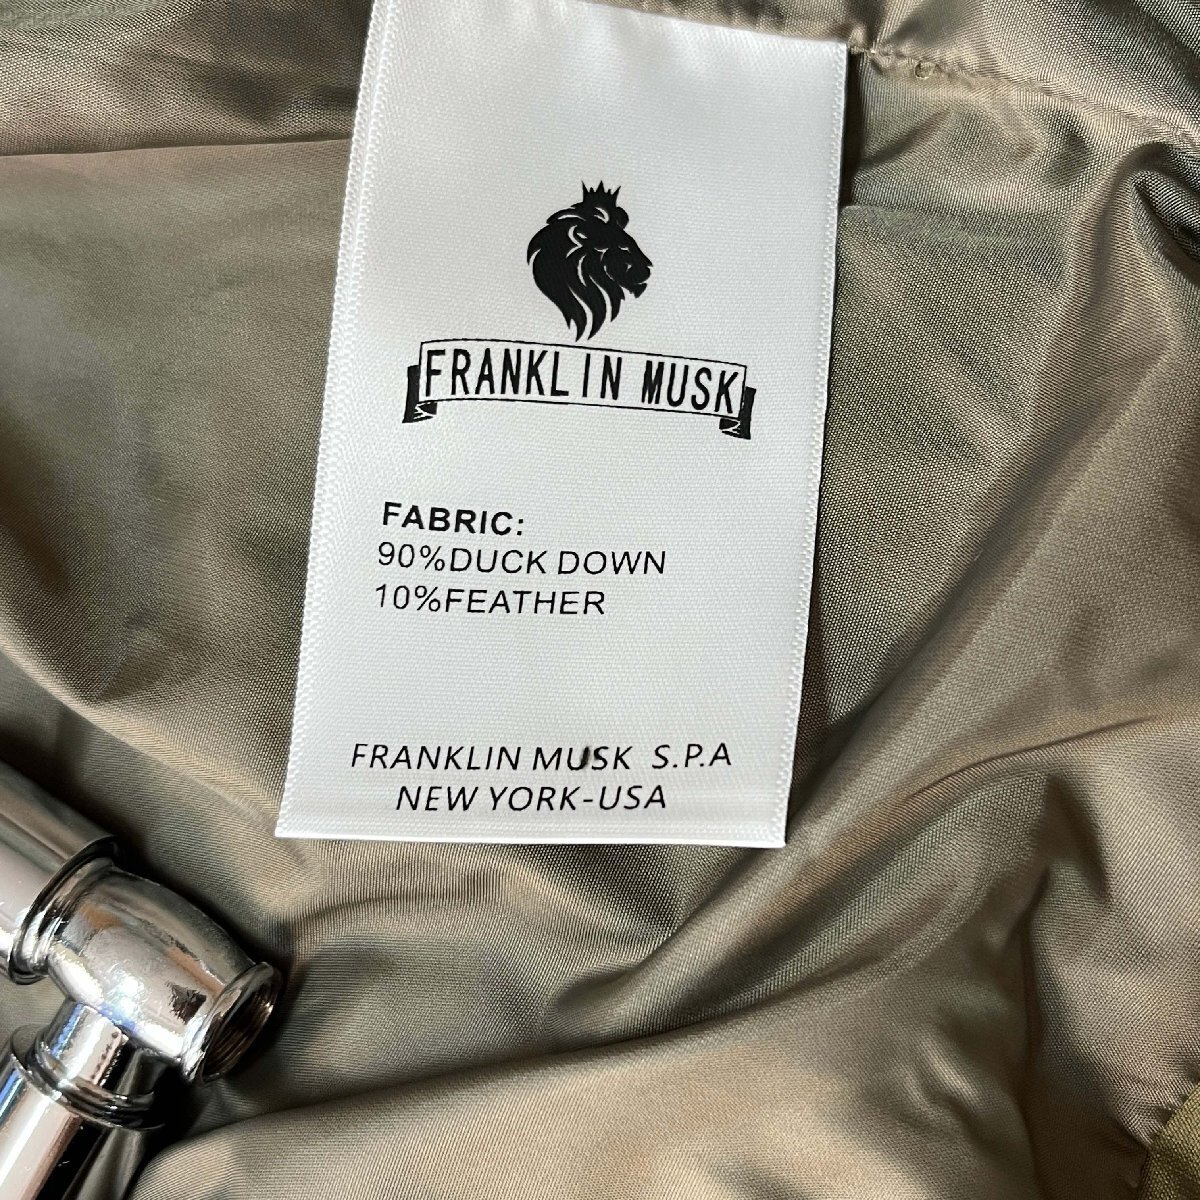 FRANKLIN MUSK
FABRIC:
90%DUCK DOWN
10%FEATHER
FRANKLIN MUSK S.P.A
NEW YORK-USA